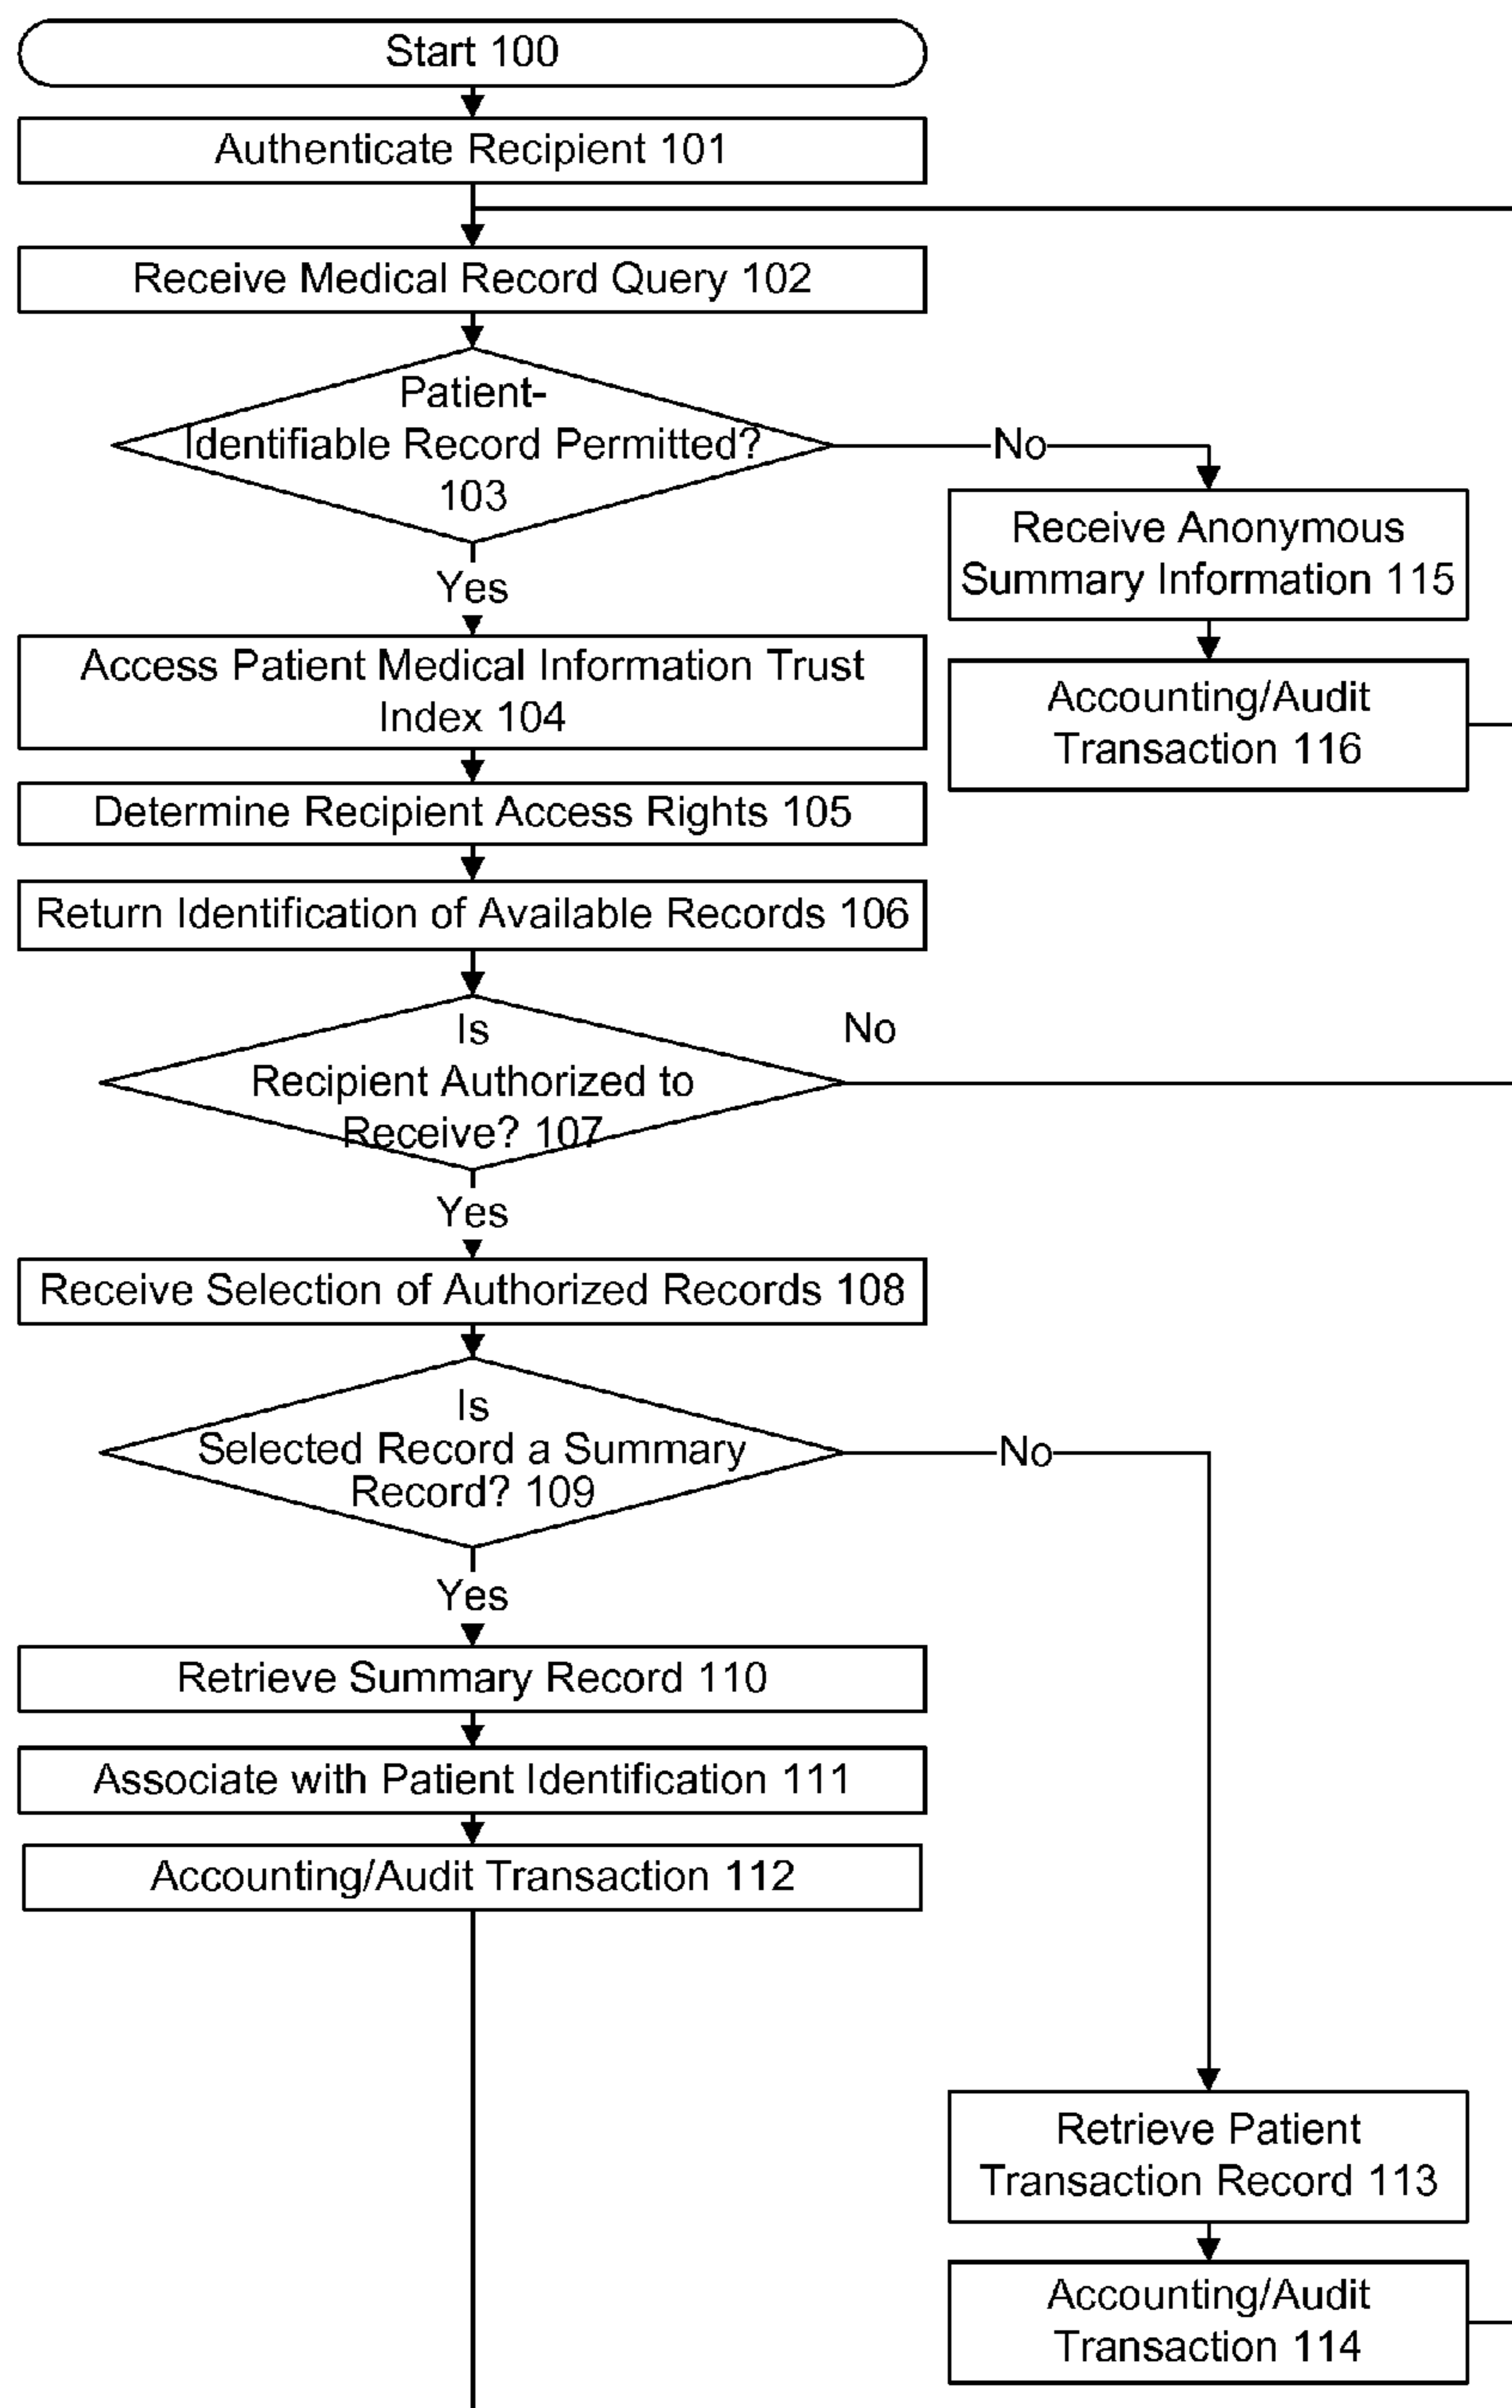 Start 100
Authenticate Recipient 101
Receive Medical Record Query 102
Patient-
Identifiable Record Permitted?
103
No
Receive Anonymous
Summary Information 115
Yes
Access Patient Medical Information Trust
Index 104
Accounting/Audit
Transaction 116
Determine Recipient Access Rights 105
Return Identification of Available Records 106
Is
Recipient Authorized to
Receive? 107
No
Yes
Receive Selection of Authorized Records 108
Is
Selected Record a Summary
Record? 109
No
Yes
Retrieve Summary Record 110
Associate with Patient Identification 111
Accounting/Audit Transaction 112
Retrieve Patient
Transaction Record 113
Accounting/Audit
Transaction 114